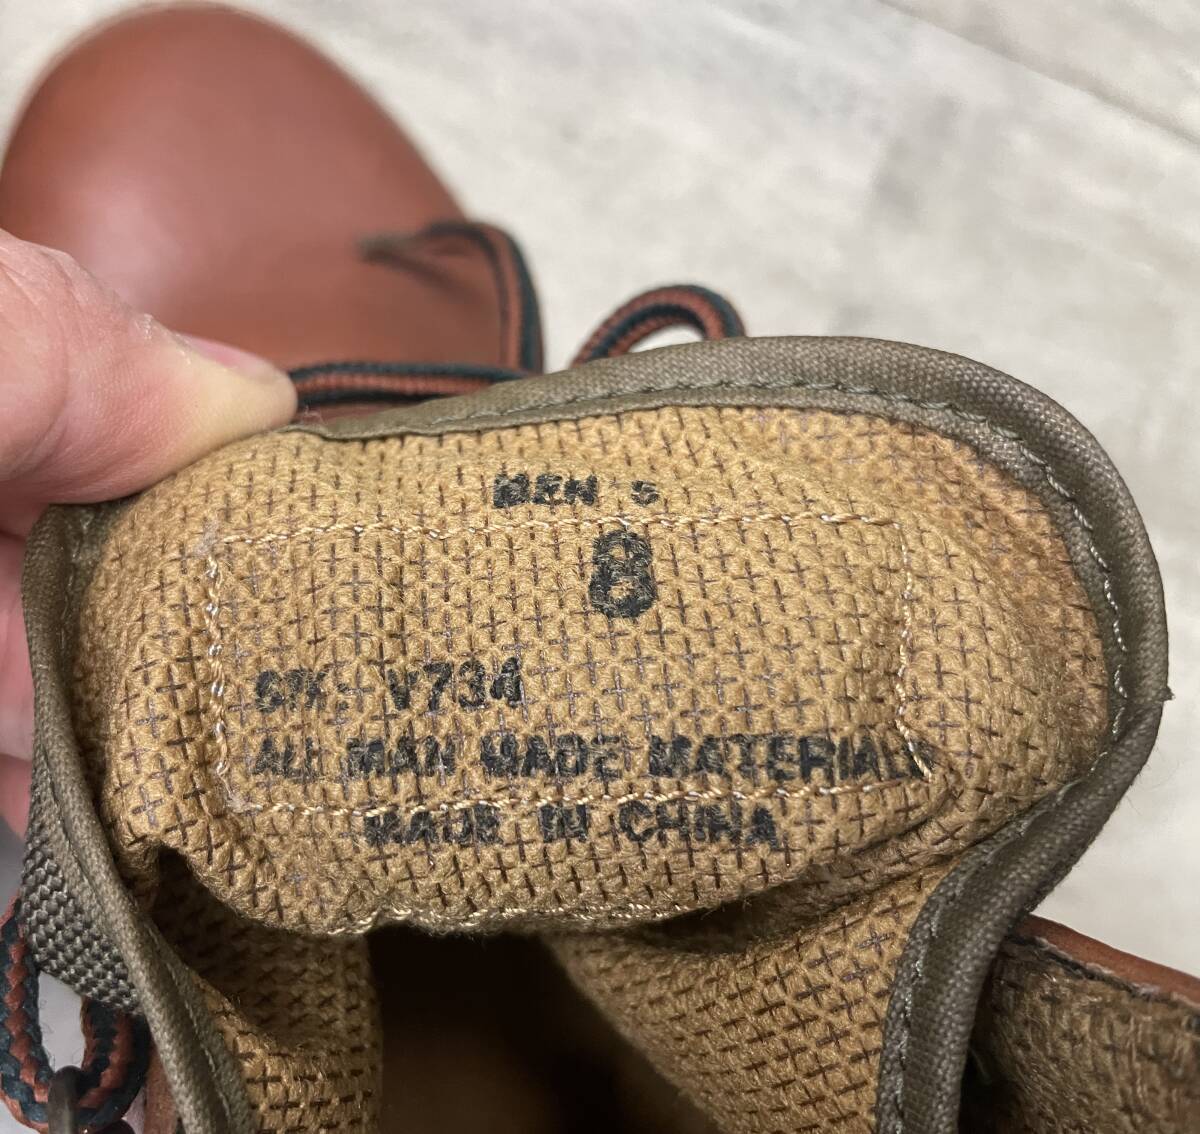 MEN'S
8
STK: V734
ALL MAN MADE MATERIALS
MADE IN CHINA